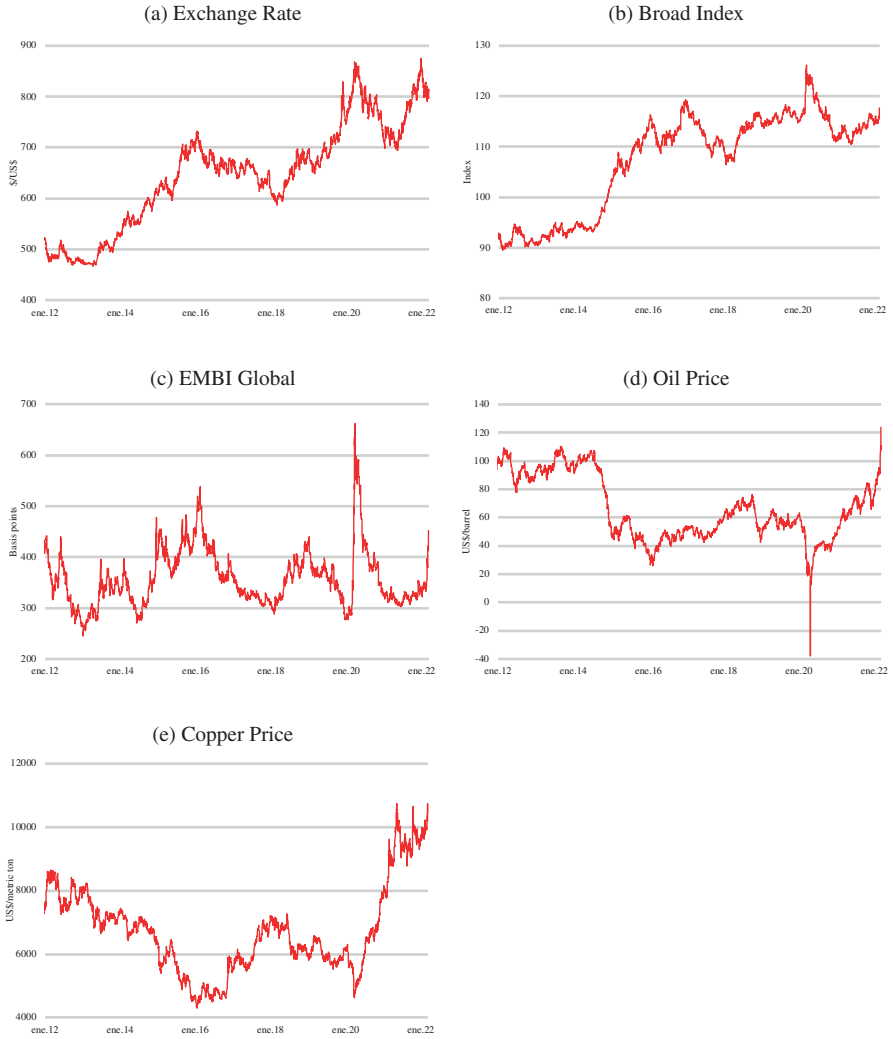 (a) Exchange Rate
900
800
700
600
500
400
$/US$
ene.12 ene.14 ene.16 ene.18 ene.20 ene.22
(b) Broad Index
130
120
110
100
90
80
Index
ene.12 ene.14 ene.16 ene.18 ene.20 ene.22
(c) EMBI Global
700
600
500
400
300
200
Basis points
ene.12 ene.14 ene.16 ene.18 ene.20 ene.22
(d) Oil Price
140
120
100
80
60
40
20
0
-20
-40
US$/barrel
ene.12 ene.14 ene.16 ene.18 ene.20 ene.22
(e) Copper Price
12000
10000
8000
6000
4000
US$/metric ton
ene.12 ene.14 ene.16 ene.18 ene.20 ene.22